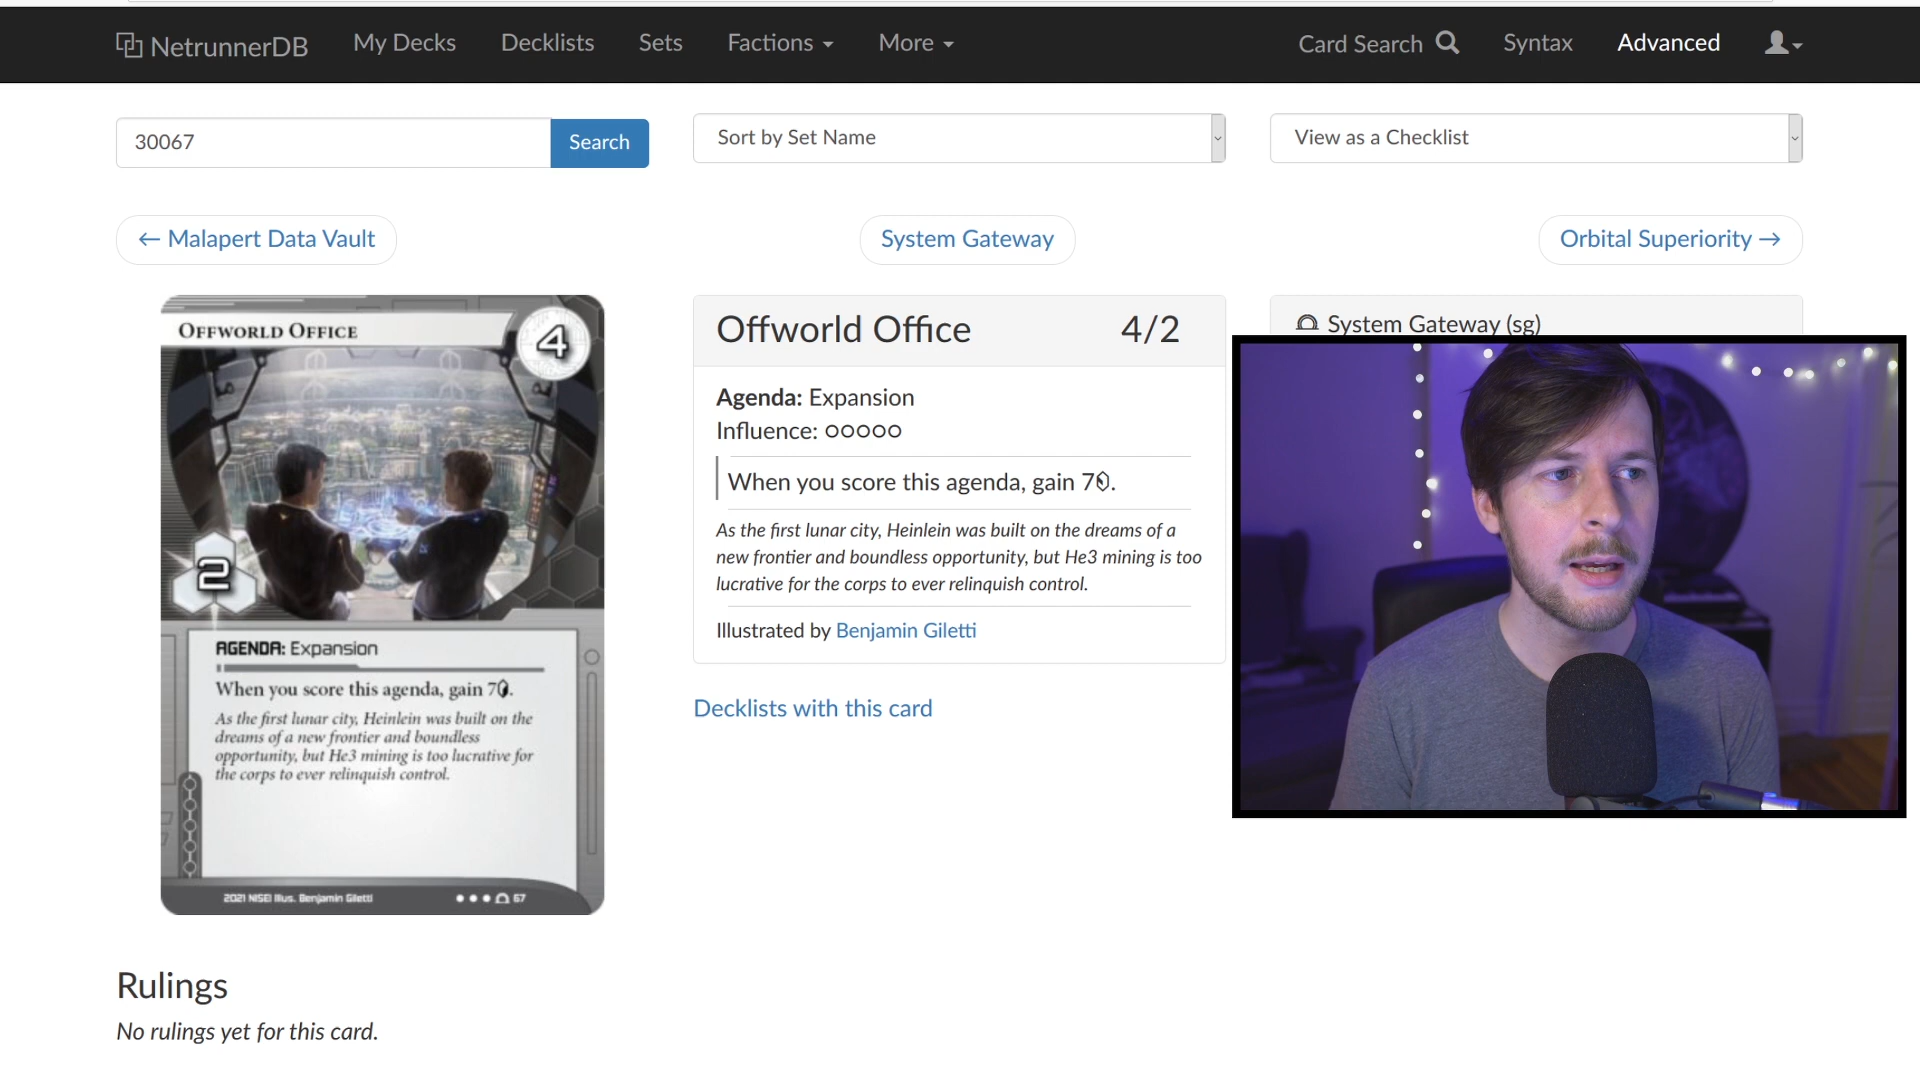 NetrunnerDB My Decks Decklists Sets Factions More Card Search Syntax Advanced
30067 Search Sort by Set Name View as a Checklist
← Malapert Data Vault System Gateway Orbital Superiority →
OFFWORLD OFFICE
4
2
AGENDA: Expansion
When you score this agenda, gain 7.
As the first lunar city, Heinlein was built on the
dreams of a new frontier and boundless
opportunity, but He3 mining is too lucrative for
the corps to ever relinquish control.
2021 NISEI Illus. Benjamin Giletti 67
Offworld Office 4/2
Agenda: Expansion
Influence: ○○○○○
When you score this agenda, gain 7.
As the first lunar city, Heinlein was built on the dreams of a
new frontier and boundless opportunity, but He3 mining is too
lucrative for the corps to ever relinquish control.
Illustrated by Benjamin Giletti
Decklists with this card
System Gateway (sg)
Rulings
No rulings yet for this card.